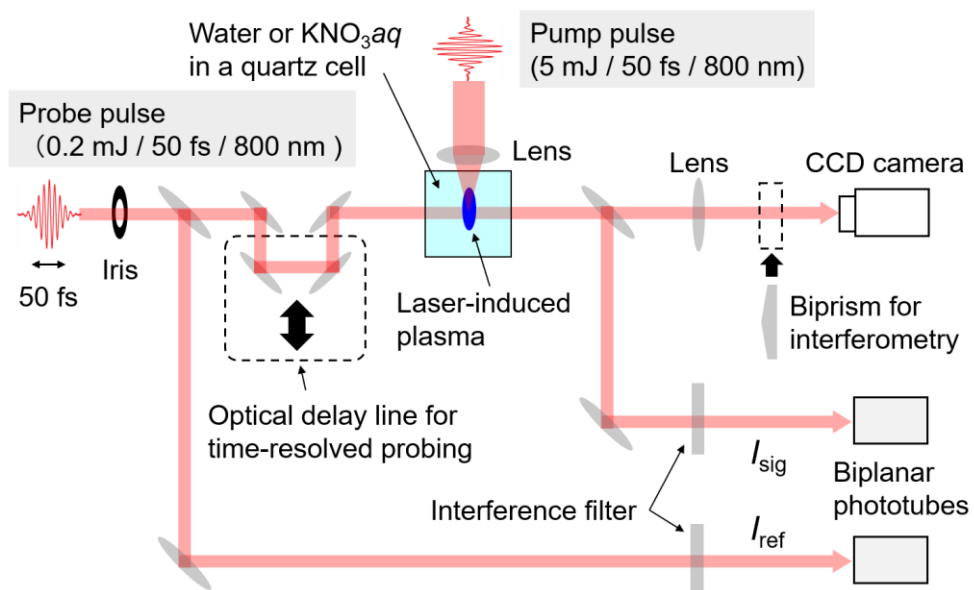 Water or KNO₃aq
in a quartz cell
Pump pulse
(5 mJ / 50 fs / 800 nm)
Probe pulse
（0.2 mJ / 50 fs / 800 nm )
Lens
Lens
CCD camera
Iris
50 fs
Laser-induced
plasma
Biprism for
interferometry
Optical delay line for
time-resolved probing
Interference filter
I_sig
I_ref
Biplanar
phototubes